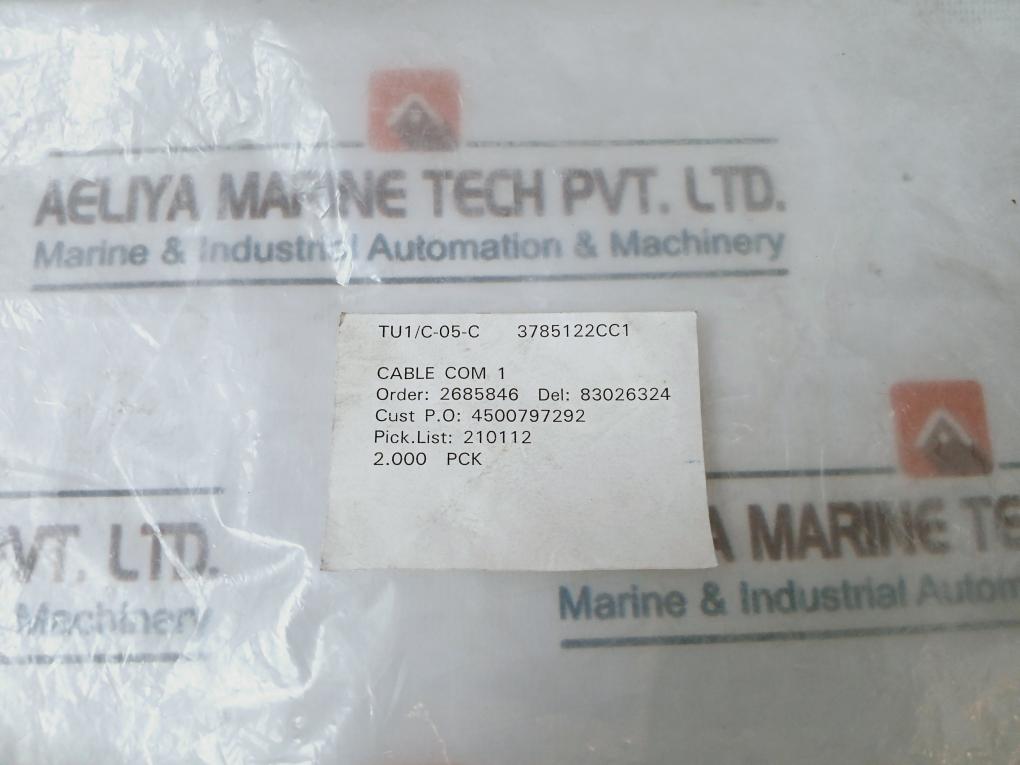 AELIYA MARINE TECH PVT. LTD.
Marine & Industrial Automation & Machinery
TU1/C-05-C 3785122CC1
CABLE COM 1
Order: 2685846 Del: 83026324
Cust P.O: 4500797292
Pick.List: 210112
2.000 PCK
VT. LTD.
Machinery
A MARINE TE
Marine & Industrial Autom